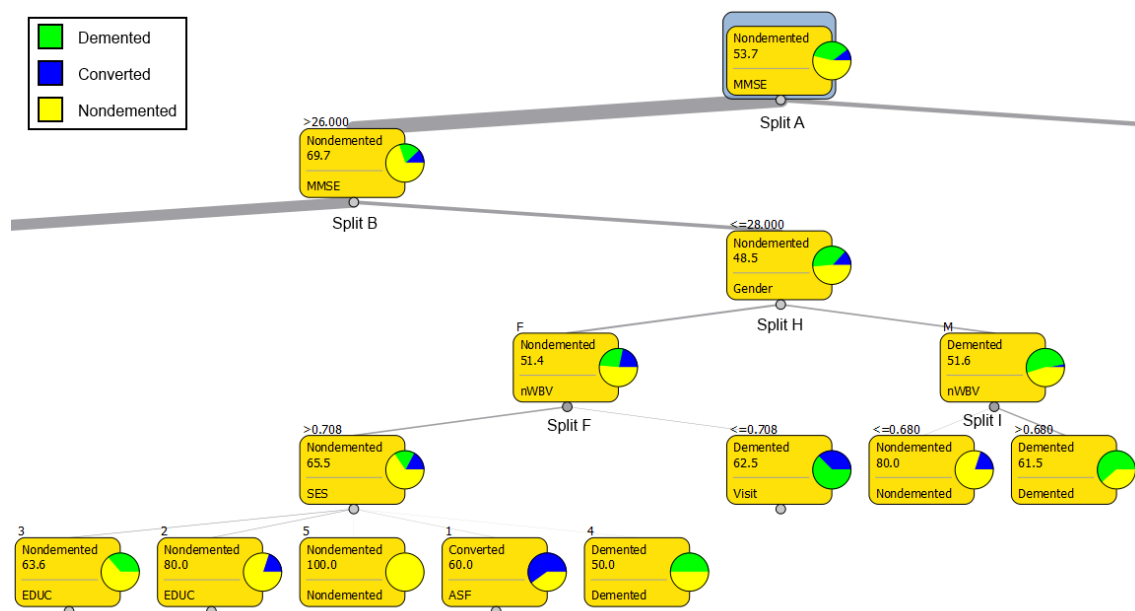 Demented
Converted
Nondemented
Nondemented
53.7
MMSE
Split A
>26.000
Nondemented
69.7
MMSE
Split B
<=28.000
Nondemented
48.5
Gender
Split H
F
Nondemented
51.4
nWBV
Split F
M
Demented
51.6
nWBV
Split I
>0.708
Nondemented
65.5
SES
<=0.708
Demented
62.5
Visit
<=0.680
Nondemented
80.0
Nondemented
>0.680
Demented
61.5
Demented
3
Nondemented
63.6
EDUC
2
Nondemented
80.0
EDUC
5
Nondemented
100.0
Nondemented
1
Converted
60.0
ASF
4
Demented
50.0
Demented